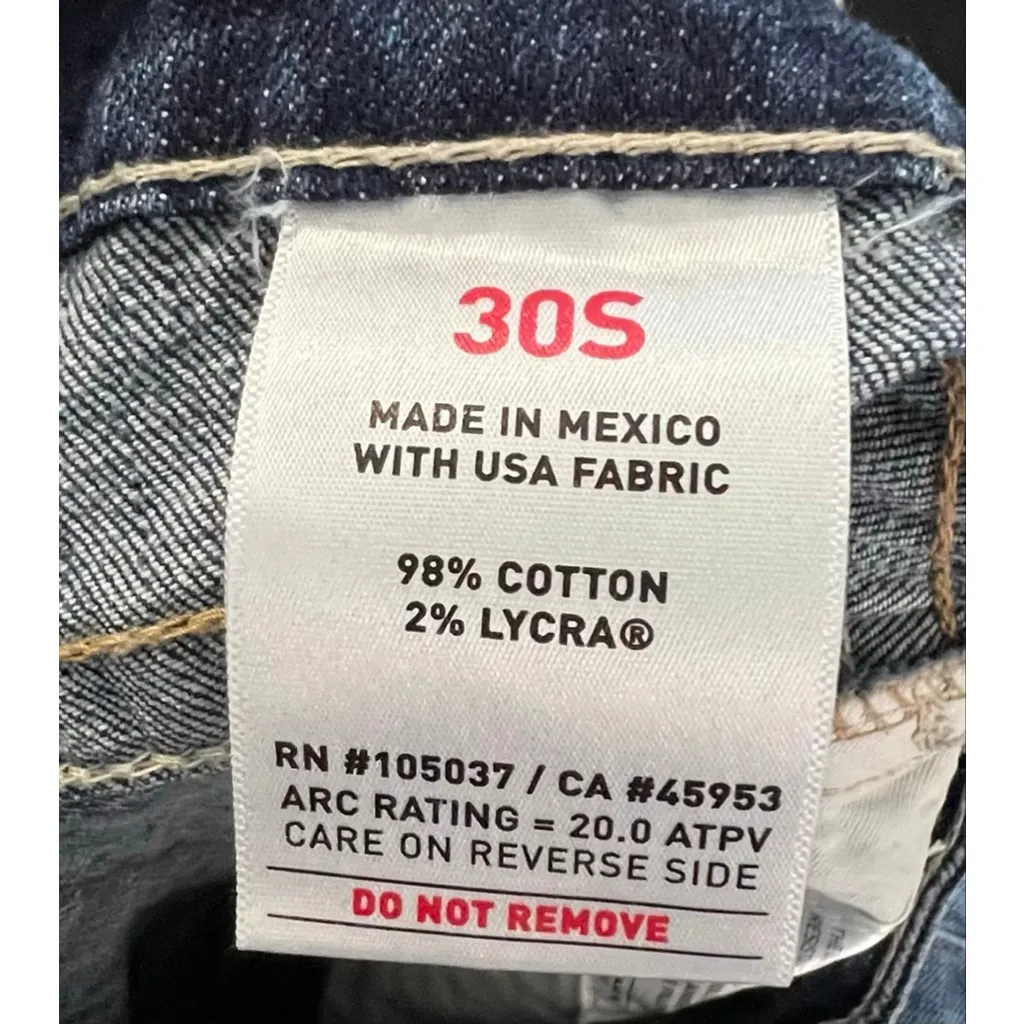 30S
MADE IN MEXICO
WITH USA FABRIC
98% COTTON
2% LYCRA®
RN #105037 / CA #45953
ARC RATING = 20.0 ATPV
CARE ON REVERSE SIDE
DO NOT REMOVE